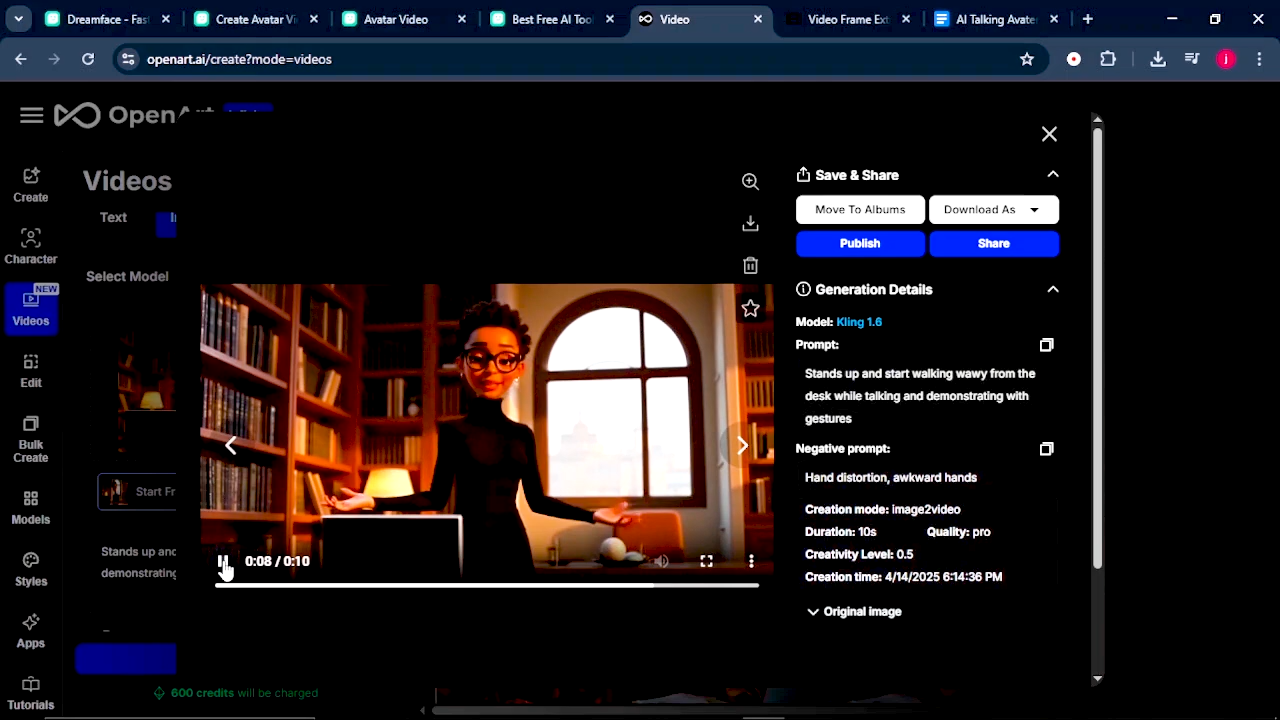 Dreamface - Fast
Create Avatar Vi
Avatar Video
Best Free AI Tool
Video
Video Frame Ext
AI Talking Avatar
openart.ai/create?mode=videos
j
Open
Videos
Text
Select Model
Create
Character
NEW
Videos
Edit
Bulk
Create
Models
Styles
Apps
Tutorials
Start Fr
Stands up and
demonstrating
600 credits will be charged
0:08 / 0:10
Save & Share
Move To Albums
Download As
Publish
Share
Generation Details
Model: Kling 1.6
Prompt:
Stands up and start walking wawy from the
desk while talking and demonstrating with
gestures
Negative prompt:
Hand distortion, awkward hands
Creation mode: image2video
Duration: 10s Quality: pro
Creativity Level: 0.5
Creation time: 4/14/2025 6:14:36 PM
Original image